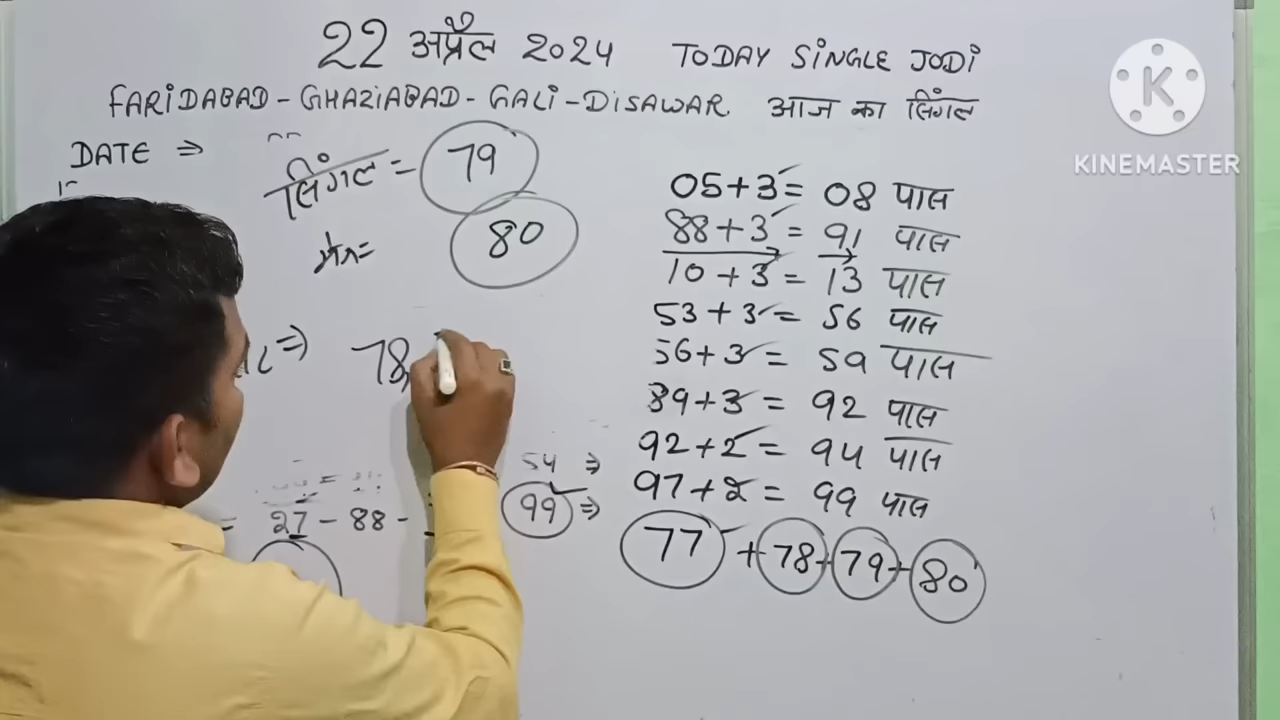 22 अप्रैल 2024 TODAY SINGLE JODI
FARIDABAD-GHAZIABAD-GALI-DISAWAR. आज का सिंगल
K
KINEMASTER
DATE ⇒
सिंगल = 79
80
78,
54 ⇒
= 27 - 88 -
99 ⇒
05+3 = 08 पास
88+3 = 91 पास
10+3 = 13 पास
53+3 = 56 पास
56+3 = 59 पास
89+3 = 92 पास
92+2 = 94 पास
97+2 = 99 पास
77 + 78 + 79 - 80